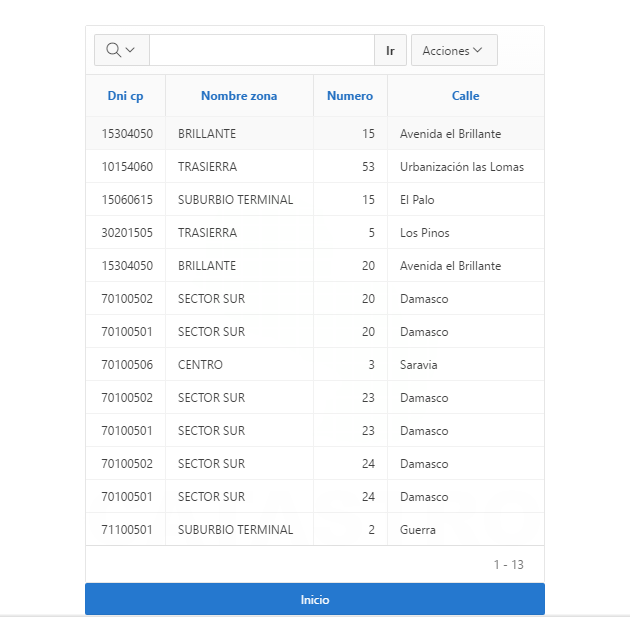 Ir Acciones
Dni cp Nombre zona Numero Calle
15304050 BRILLANTE 15 Avenida el Brillante
10154060 TRASIERRA 53 Urbanización las Lomas
15060615 SUBURBIO TERMINAL 15 El Palo
30201505 TRASIERRA 5 Los Pinos
15304050 BRILLANTE 20 Avenida el Brillante
70100502 SECTOR SUR 20 Damasco
70100501 SECTOR SUR 20 Damasco
70100506 CENTRO 3 Saravia
70100502 SECTOR SUR 23 Damasco
70100501 SECTOR SUR 23 Damasco
70100502 SECTOR SUR 24 Damasco
70100501 SECTOR SUR 24 Damasco
71100501 SUBURBIO TERMINAL 2 Guerra
1 - 13
Inicio